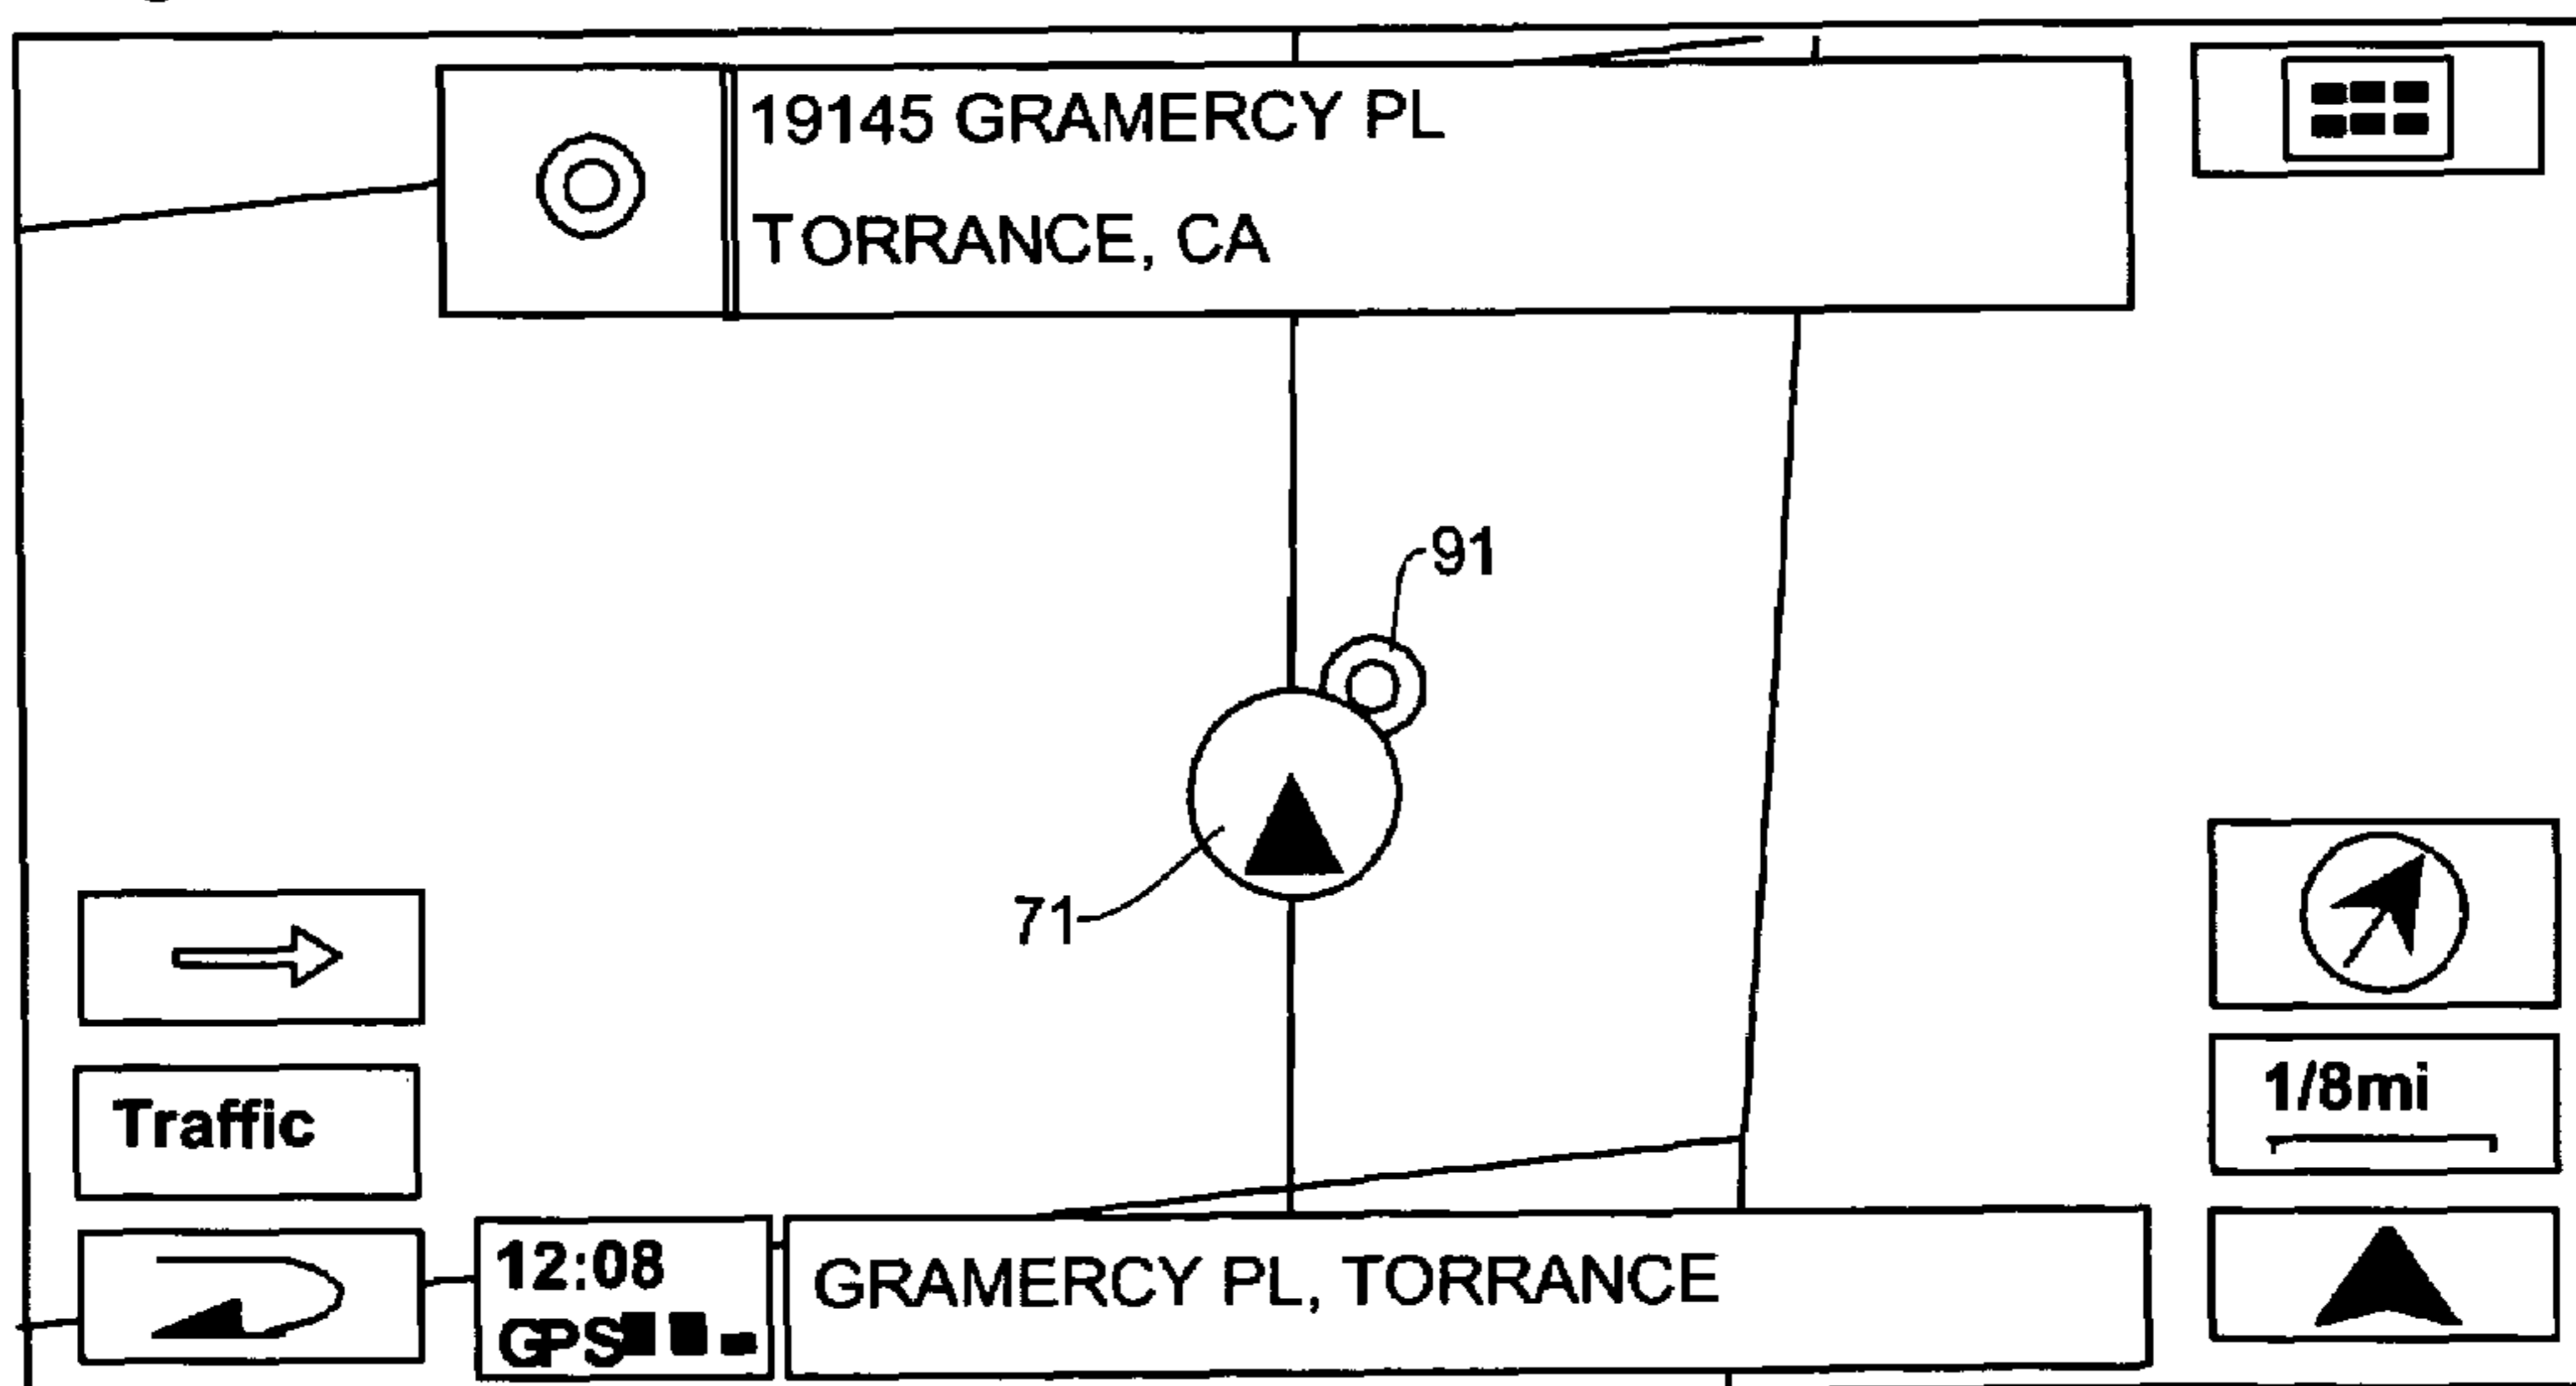 19145 GRAMERCY PL
TORRANCE, CA
91
71
Traffic
1/8mi
12:08
GPS
GRAMERCY PL, TORRANCE